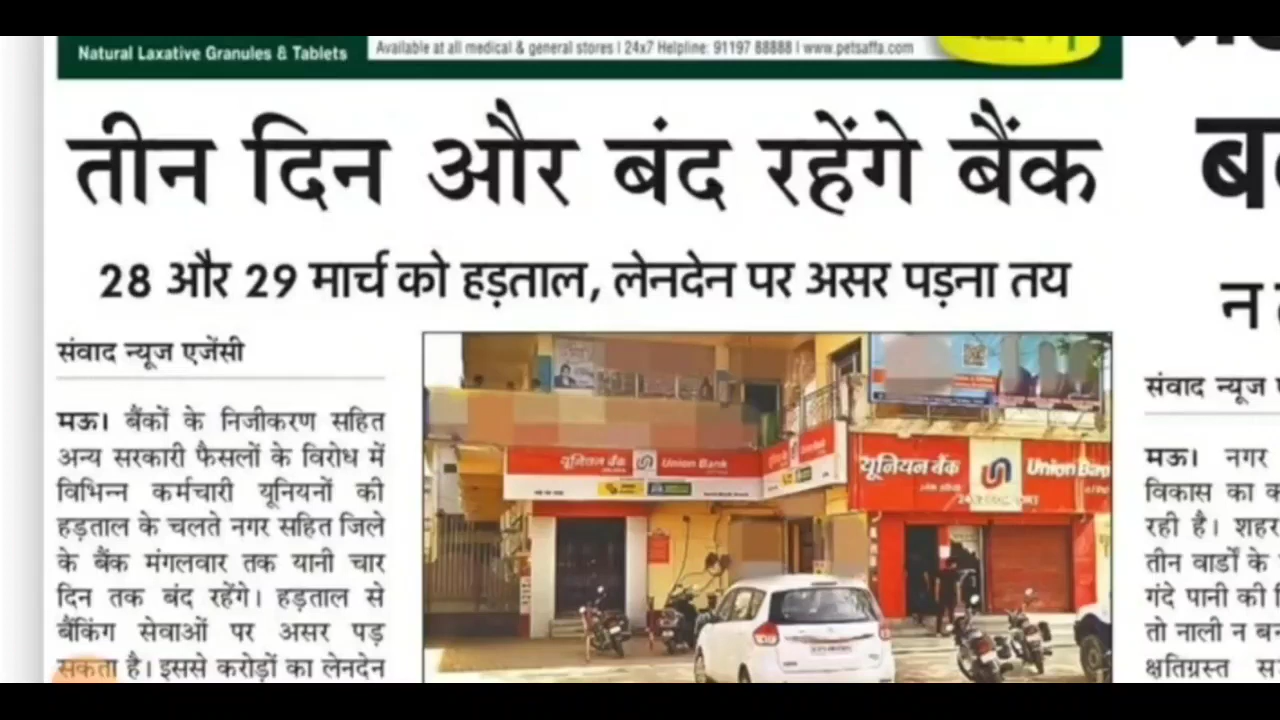 Natural Laxative Granules & Tablets
Available at all medical & general stores | 24x7 Helpline: 91197 88888 | www.petsaffa.com
तीन दिन और बंद रहेंगे बैंक
28 और 29 मार्च को हड़ताल, लेनदेन पर असर पड़ना तय
संवाद न्यूज एजेंसी
मऊ। बैंकों के निजीकरण सहित
अन्य सरकारी फैसलों के विरोध में
विभिन्न कर्मचारी यूनियनों की
हड़ताल के चलते नगर सहित जिले
के बैंक मंगलवार तक यानी चार
दिन तक बंद रहेंगे। हड़ताल से
बैंकिंग सेवाओं पर असर पड़
सकता है। इससे करोड़ों का लेनदेन
यूनियन बैंक Union Bank
यूनियन बैंक Union Bank
संवाद न्यूज
मऊ। नगर
विकास का
रही है। शहर
तीन वार्डों के
गंदे पानी की
तो नाली न
क्षतिग्रस्त